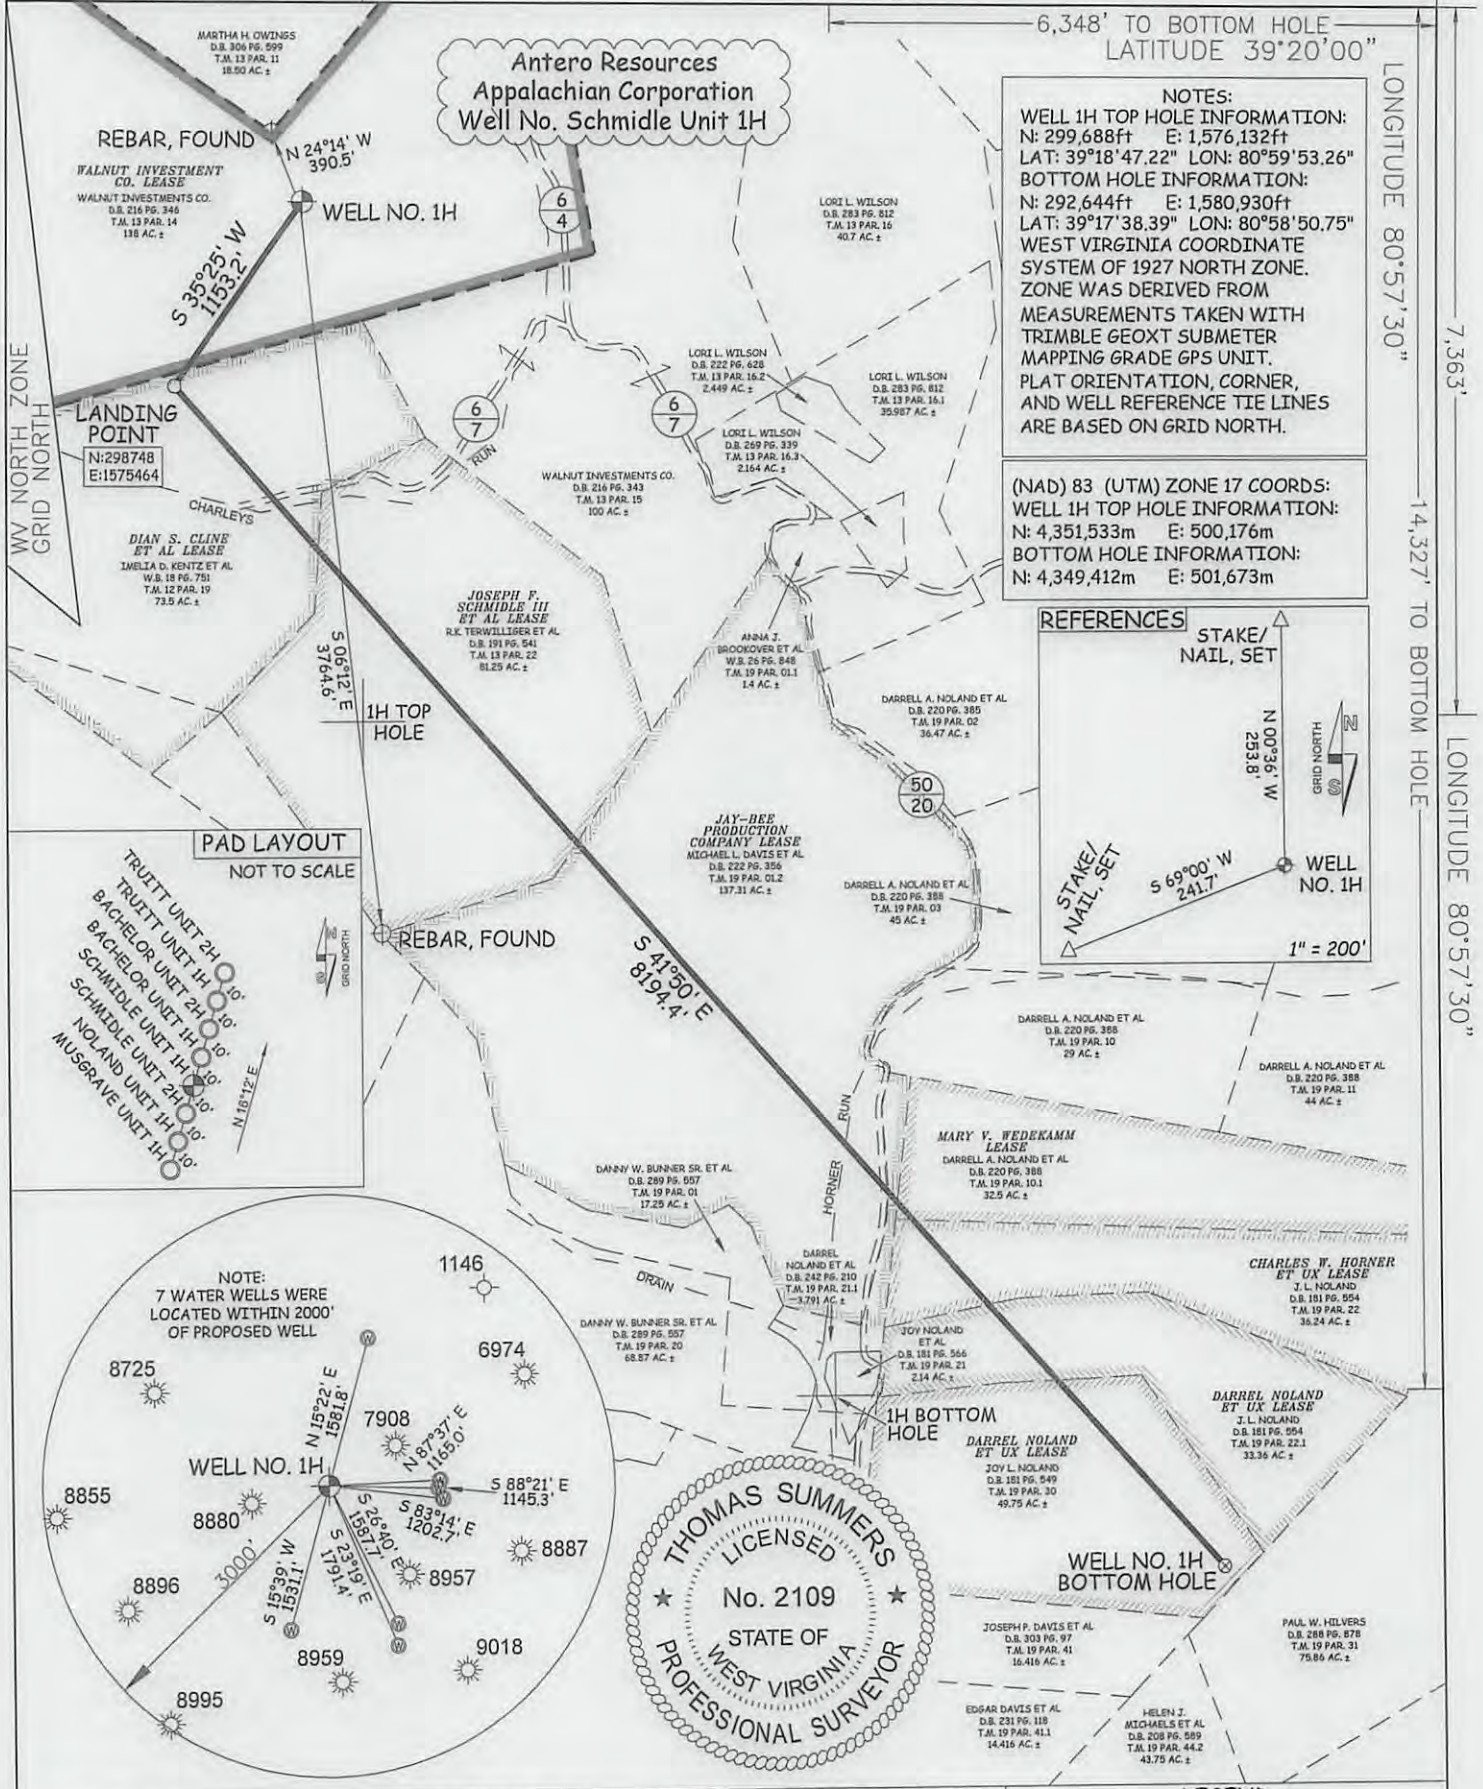 6,348' TO BOTTOM HOLE
LATITUDE 39°20'00"
LONGITUDE 80°57'30"
7,363'
14,327' TO BOTTOM HOLE
LONGITUDE 80°57'30"
Antero Resources
Appalachian Corporation
Well No. Schmidle Unit 1H
NOTES:
WELL 1H TOP HOLE INFORMATION:
N: 299,688ft E: 1,576,132ft
LAT: 39°18'47.22" LON: 80°59'53.26"
BOTTOM HOLE INFORMATION:
N: 292,644ft E: 1,580,930ft
LAT: 39°17'38.39" LON: 80°58'50.75"
WEST VIRGINIA COORDINATE
SYSTEM OF 1927 NORTH ZONE.
ZONE WAS DERIVED FROM
MEASUREMENTS TAKEN WITH
TRIMBLE GEOXT SUBMETER
MAPPING GRADE GPS UNIT.
PLAT ORIENTATION, CORNER,
AND WELL REFERENCE TIE LINES
ARE BASED ON GRID NORTH.
(NAD) 83 (UTM) ZONE 17 COORDS:
WELL 1H TOP HOLE INFORMATION:
N: 4,351,533m E: 500,176m
BOTTOM HOLE INFORMATION:
N: 4,349,412m E: 501,673m
REFERENCES
STAKE/
NAIL, SET
N 00°36' W
253.8'
GRID NORTH
N
S
STAKE/
NAIL, SET
S 69°00' W
241.7'
WELL
NO. 1H
1" = 200'
MARTHA H. OWINGS
D.B. 306 PG. 599
T.M. 13 PAR. 11
18.50 AC. ±
REBAR, FOUND
N 24°14' W
390.5'
WALNUT INVESTMENT
CO. LEASE
WALNUT INVESTMENTS CO.
D.B. 216 PG. 346
T.M. 13 PAR. 14
138 AC. ±
WELL NO. 1H
S 35°25' W
1153.2'
6
4
LORI L. WILSON
D.B. 283 PG. 812
T.M. 13 PAR. 16
40.7 AC. ±
WV NORTH ZONE
GRID NORTH
LANDING
POINT
N:298748
E:1575464
6
7
6
7
LORI L. WILSON
D.B. 222 PG. 628
T.M. 13 PAR. 16.2
2.449 AC. ±
LORI L. WILSON
D.B. 283 PG. 812
T.M. 13 PAR. 16.1
35.987 AC. ±
LORI L. WILSON
D.B. 269 PG. 339
T.M. 13 PAR. 16.3
2.164 AC. ±
CHARLEYS
RUN
WALNUT INVESTMENTS CO.
D.B. 216 PG. 343
T.M. 13 PAR. 15
100 AC. ±
DIAN S. CLINE
ET AL LEASE
IMELIA D. KENTZ ET AL
W.B. 18 PG. 751
T.M. 12 PAR. 19
73.5 AC. ±
JOSEPH F.
SCHMIDLE III
ET AL LEASE
R.K. TERWILLIGER ET AL
D.B. 191 PG. 541
T.M. 13 PAR. 22
81.25 AC. ±
S 06°12' E
3764.6'
1H TOP
HOLE
ANNA J.
BROOKOVER ET AL
W.B. 26 PG. 848
T.M. 19 PAR. 01.1
1.4 AC. ±
DARRELL A. NOLAND ET AL
D.B. 220 PG. 385
T.M. 19 PAR. 02
36.47 AC. ±
50
20
JAY-BEE
PRODUCTION
COMPANY LEASE
MICHAEL L. DAVIS ET AL
D.B. 222 PG. 356
T.M. 19 PAR. 01.2
137.31 AC. ±
DARRELL A. NOLAND ET AL
D.B. 220 PG. 388
T.M. 19 PAR. 03
45 AC. ±
PAD LAYOUT
NOT TO SCALE
TRUITT UNIT 2H
TRUITT UNIT 1H
BACHELOR UNIT 2H
BACHELOR UNIT 1H
SCHMIDLE UNIT 1H
SCHMIDLE UNIT 2H
NOLAND UNIT 1H
MUSGRAVE UNIT 1H
10'
10'
10'
10'
10'
10'
10'
N 16°12' E
N
S
GRID NORTH
REBAR, FOUND
S 41°50' E
8194.4'
DARRELL A. NOLAND ET AL
D.B. 220 PG. 388
T.M. 19 PAR. 10
29 AC. ±
DARRELL A. NOLAND ET AL
D.B. 220 PG. 388
T.M. 19 PAR. 11
44 AC. ±
HORNER
RUN
MARY V. WEDEKAMM
LEASE
DARRELL A. NOLAND ET AL
D.B. 220 PG. 388
T.M. 19 PAR. 10.1
32.5 AC. ±
DANNY W. BUNNER SR. ET AL
D.B. 289 PG. 557
T.M. 19 PAR. 01
17.25 AC. ±
DRAIN
DARREL
NOLAND ET AL
D.B. 242 PG. 210
T.M. 19 PAR. 21.1
3.791 AC. ±
CHARLES W. HORNER
ET UX LEASE
J. L. NOLAND
D.B. 181 PG. 554
T.M. 19 PAR. 22
36.24 AC. ±
DANNY W. BUNNER SR. ET AL
D.B. 289 PG. 557
T.M. 19 PAR. 20
68.87 AC. ±
JOY NOLAND
ET AL
D.B. 181 PG. 566
T.M. 19 PAR. 21
2.14 AC. ±
1H BOTTOM
HOLE
DARREL NOLAND
ET UX LEASE
J. L. NOLAND
D.B. 181 PG. 554
T.M. 19 PAR. 22.1
33.36 AC. ±
DARREL NOLAND
ET UX LEASE
JOY L. NOLAND
D.B. 181 PG. 549
T.M. 19 PAR. 30
49.75 AC. ±
WELL NO. 1H
BOTTOM HOLE
JOSEPH P. DAVIS ET AL
D.B. 303 PG. 97
T.M. 19 PAR. 41
16.416 AC. ±
PAUL W. HILVERS
D.B. 288 PG. 878
T.M. 19 PAR. 31
75.86 AC. ±
EDGAR DAVIS ET AL
D.B. 231 PG. 118
T.M. 19 PAR. 41.1
14.416 AC. ±
HELEN J.
MICHAELS ET AL
D.B. 208 PG. 589
T.M. 19 PAR. 44.2
43.75 AC. ±
NOTE:
7 WATER WELLS WERE
LOCATED WITHIN 2000'
OF PROPOSED WELL
1146
8725
6974
N 15°22' E
1581.8'
7908
N 87°37' E
1165.0'
WELL NO. 1H
S 88°21' E
1145.3'
S 83°14' E
1202.7'
8855
8880
S 26°40' E
1587.7'
S 23°19' E
1791.4'
8887
8957
3000'
S 15°39' W
1531.1'
8896
8959
9018
8995
W
W
W
W
W
W
THOMAS SUMMERS
LICENSED
No. 2109
STATE OF
WEST VIRGINIA
PROFESSIONAL SURVEYOR